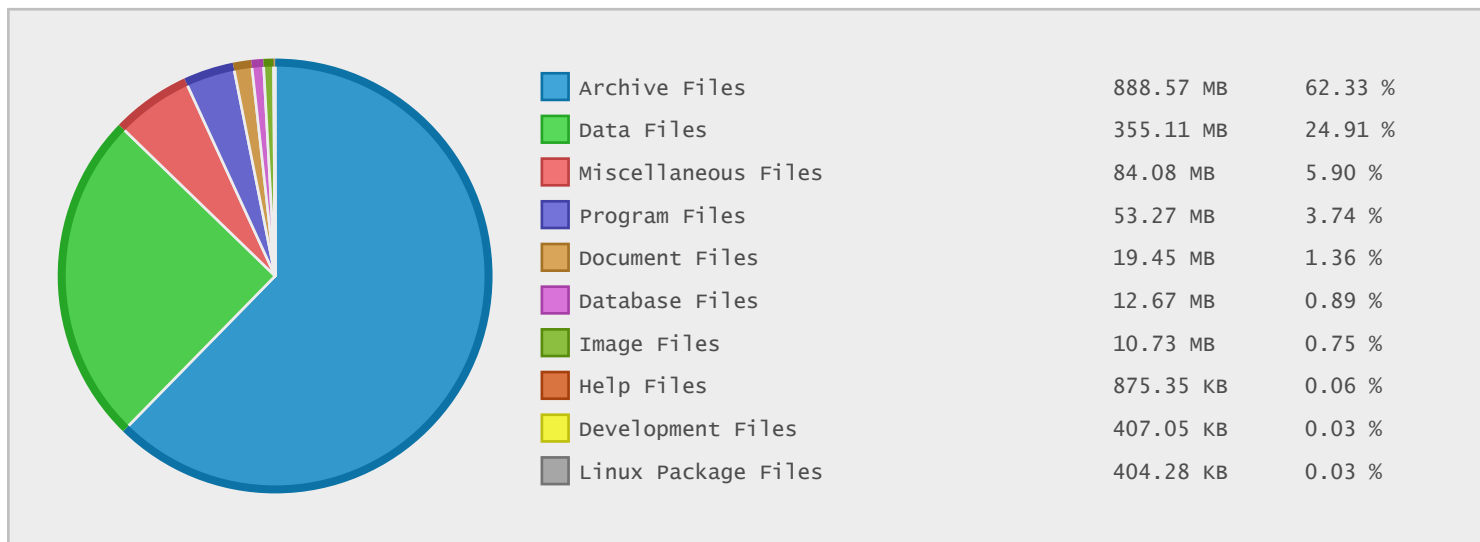 Archive Files 888.57 MB 62.33 %
Data Files 355.11 MB 24.91 %
Miscellaneous Files 84.08 MB 5.90 %
Program Files 53.27 MB 3.74 %
Document Files 19.45 MB 1.36 %
Database Files 12.67 MB 0.89 %
Image Files 10.73 MB 0.75 %
Help Files 875.35 KB 0.06 %
Development Files 407.05 KB 0.03 %
Linux Package Files 404.28 KB 0.03 %